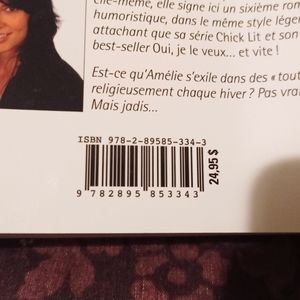 Elle-même, elle signe ici un sixième rom
humoristique, dans le même style lége
attachant que sa série Chick Lit et son
best-seller Oui, je le veux... et vite !
Est-ce qu'Amélie s'exile dans des « tout
religieusement chaque hiver ? Pas vra
Mais jadis...
ISBN 978-2-89585-334-3
24,95 $
9 782895 853343